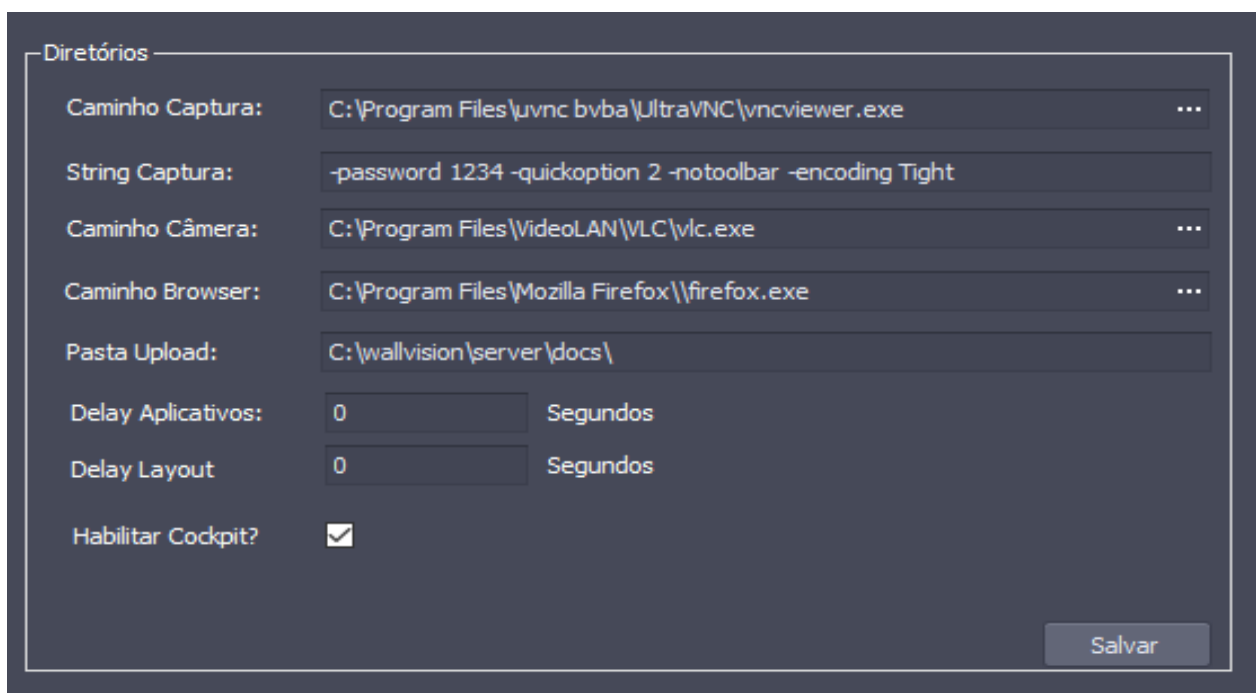 Diretórios
Caminho Captura: C:\Program Files\uvnc bvba\UltraVNC\vncviewer.exe ...
String Captura: -password 1234 -quickoption 2 -notoolbar -encoding Tight
Caminho Câmera: C:\Program Files\VideoLAN\VLC\vlc.exe ...
Caminho Browser: C:\Program Files\Mozilla Firefox\\firefox.exe ...
Pasta Upload: C:\wallvision\server\docs\
Delay Aplicativos: 0 Segundos
Delay Layout 0 Segundos
Habilitar Cockpit?
Salvar